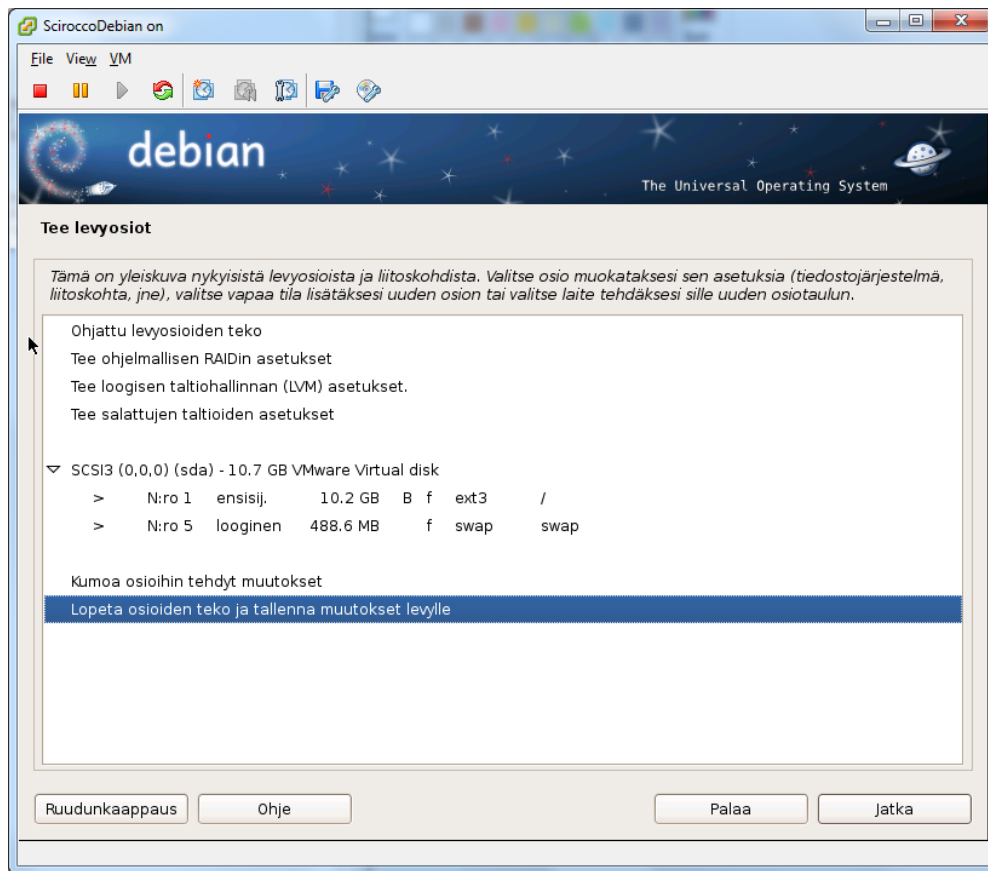 SciroccoDebian on
File View VM
debian
The Universal Operating System
Tee levyosiot
Tämä on yleiskuva nykyisistä levyosioista ja liitoskohdista. Valitse osio muokataksesi sen asetuksia (tiedostojärjestelmä,
liitoskohta, jne), valitse vapaa tila lisätäksesi uuden osion tai valitse laite tehdäksesi sille uuden osiotaulun.
Ohjattu levyosioiden teko
Tee ohjelmallisen RAIDin asetukset
Tee loogisen taltiohallinnan (LVM) asetukset.
Tee salattujen taltioiden asetukset
SCSI3 (0,0,0) (sda) - 10.7 GB VMware Virtual disk
> N:ro 1 ensisij. 10.2 GB B f ext3 /
> N:ro 5 looginen 488.6 MB f swap swap
Kumoa osioihin tehdyt muutokset
Lopeta osioiden teko ja tallenna muutokset levylle
Ruudunkaappaus Ohje Palaa Jatka